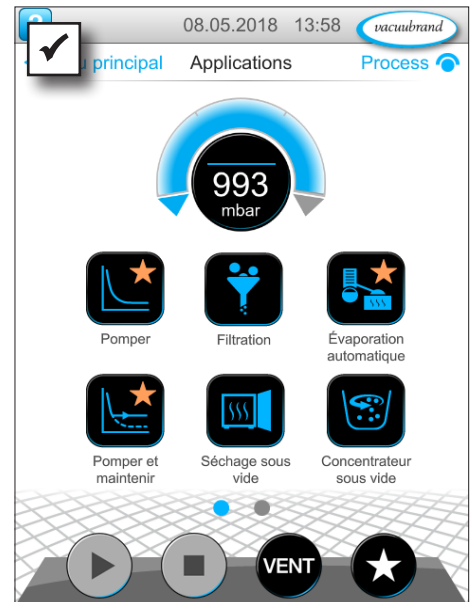 08.05.2018 13:58 vacuubrand
principal Applications Process
993
mbar
Pomper Filtration Évaporation
automatique
Pomper et
maintenir
Séchage sous
vide
Concentrateur
sous vide
VENT